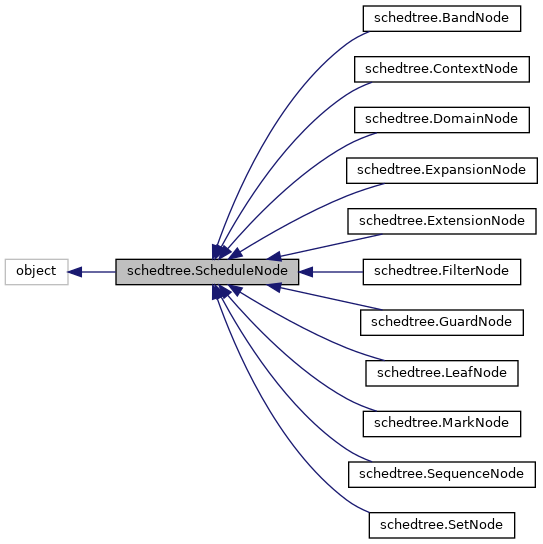 schedtree.BandNode
schedtree.ContextNode
schedtree.DomainNode
schedtree.ExpansionNode
schedtree.ExtensionNode
object
schedtree.ScheduleNode
schedtree.FilterNode
schedtree.GuardNode
schedtree.LeafNode
schedtree.MarkNode
schedtree.SequenceNode
schedtree.SetNode